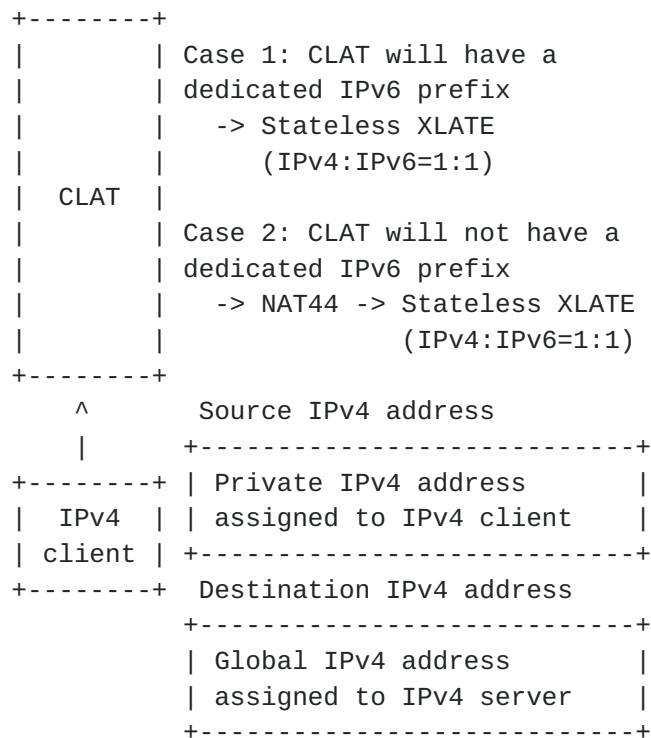 +--------+
|        | Case 1: CLAT will have a
|        | dedicated IPv6 prefix
|        |   -> Stateless XLATE
|        |      (IPv4:IPv6=1:1)
|  CLAT  |
|        | Case 2: CLAT will not have a
|        | dedicated IPv6 prefix
|        |   -> NAT44 -> Stateless XLATE
|        |               (IPv4:IPv6=1:1)
+--------+
    ^       Source IPv4 address
    |      +----------------------------+
+--------+ | Private IPv4 address       |
|  IPv4  | | assigned to IPv4 client    |
| client | +----------------------------+
+--------+  Destination IPv4 address
           +----------------------------+
           | Global IPv4 address        |
           | assigned to IPv4 server    |
           +----------------------------+